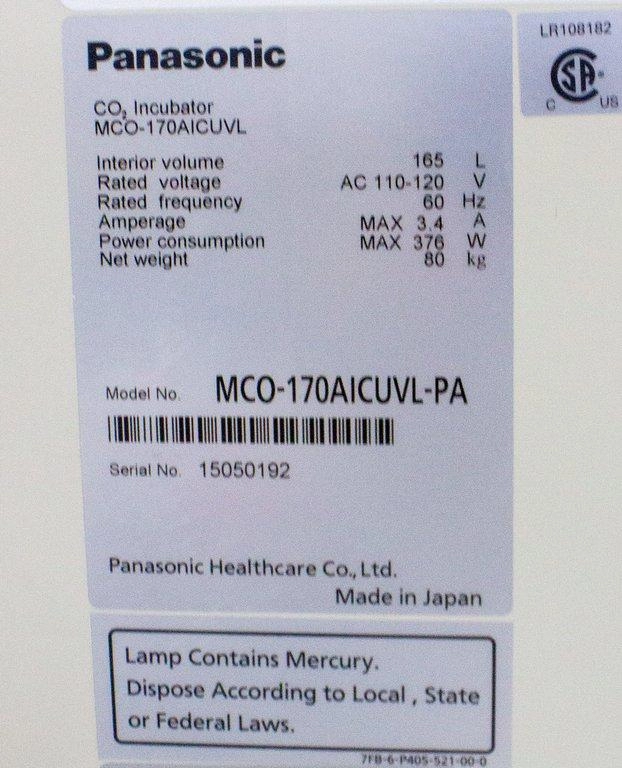 Panasonic
LR108182
SA
C US
CO₂ Incubator
MCO-170AICUVL
Interior volume 165 L
Rated voltage AC 110-120 V
Rated frequency 60 Hz
Amperage MAX 3.4 A
Power consumption MAX 376 W
Net weight 80 kg
Model No. MCO-170AICUVL-PA
Serial No. 15050192
Panasonic Healthcare Co., Ltd.
Made in Japan
Lamp Contains Mercury.
Dispose According to Local , State
or Federal Laws.
7FB-6-P405-521-00-0